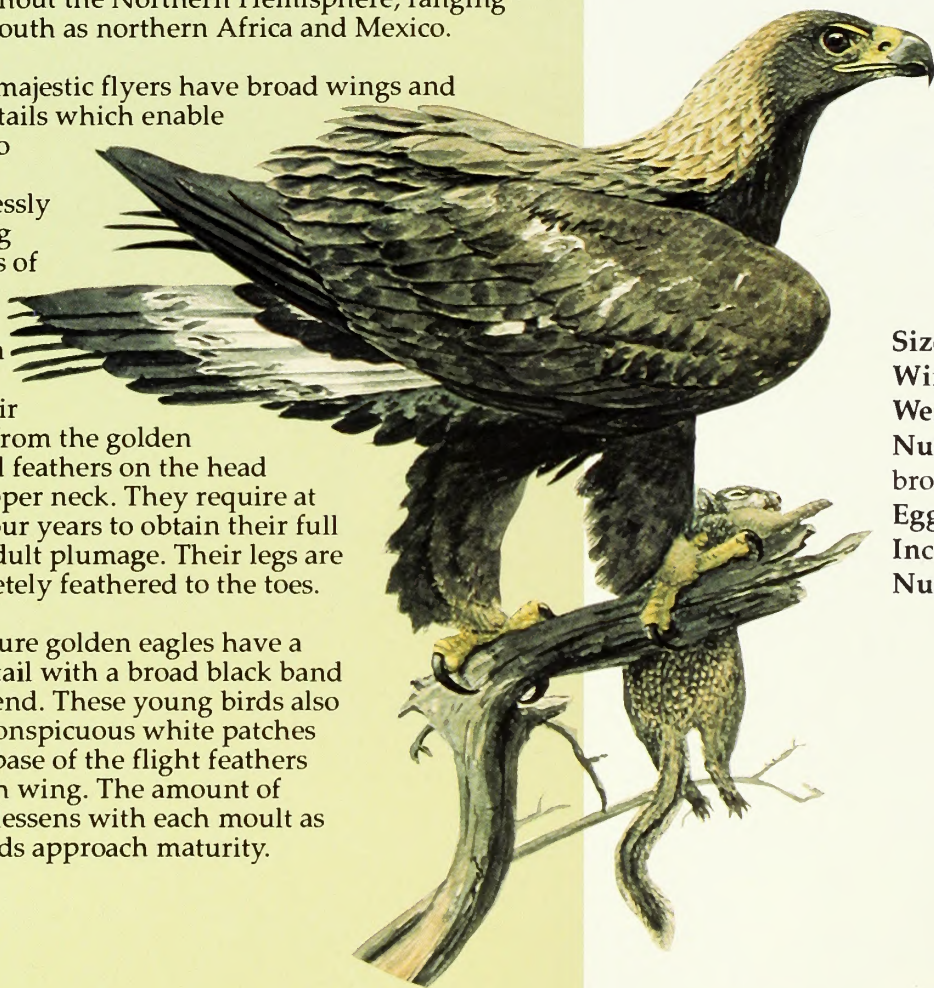 hout the Northern Hemisphere, ranging
outh as northern Africa and Mexico.
majestic flyers have broad wings and
tails which enable
o
essly
g
s of
n
ir
rom the golden
l feathers on the head
per neck. They require at
our years to obtain their full
dult plumage. Their legs are
etely feathered to the toes.
ure golden eagles have a
tail with a broad black band
end. These young birds also
onspicuous white patches
base of the flight feathers
n wing. The amount of
lessens with each moult as
ds approach maturity.
Siz
Wi
We
Nu
bro
Egg
Inc
Nu